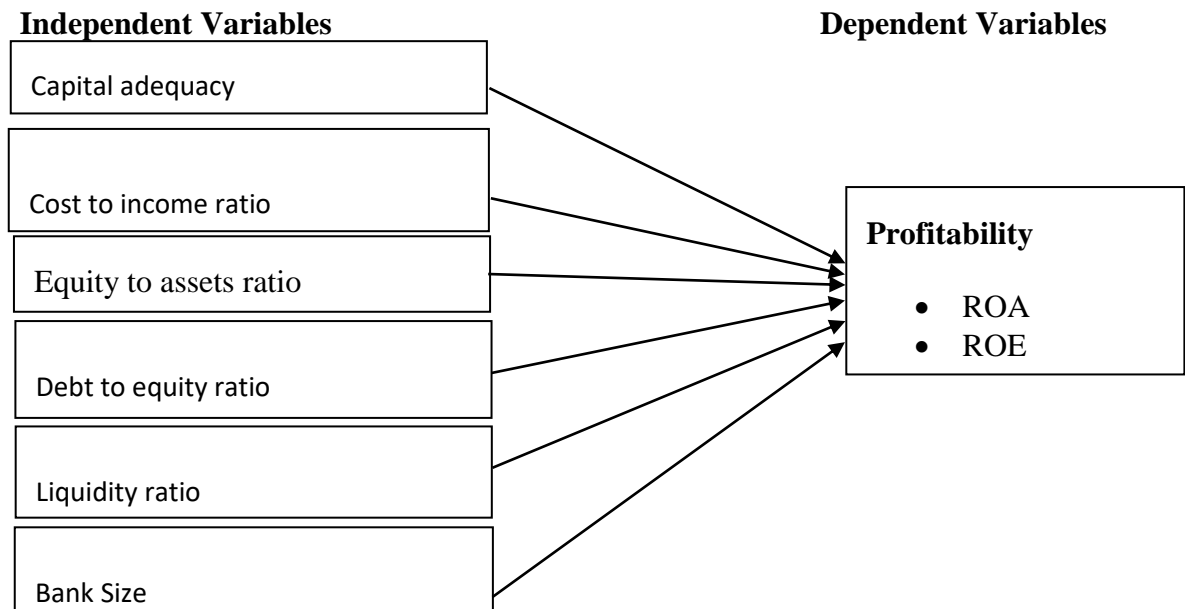 Independent Variables
Dependent Variables
Capital adequacy
Cost to income ratio
Equity to assets ratio
Debt to equity ratio
Liquidity ratio
Bank Size
Profitability
• ROA
• ROE